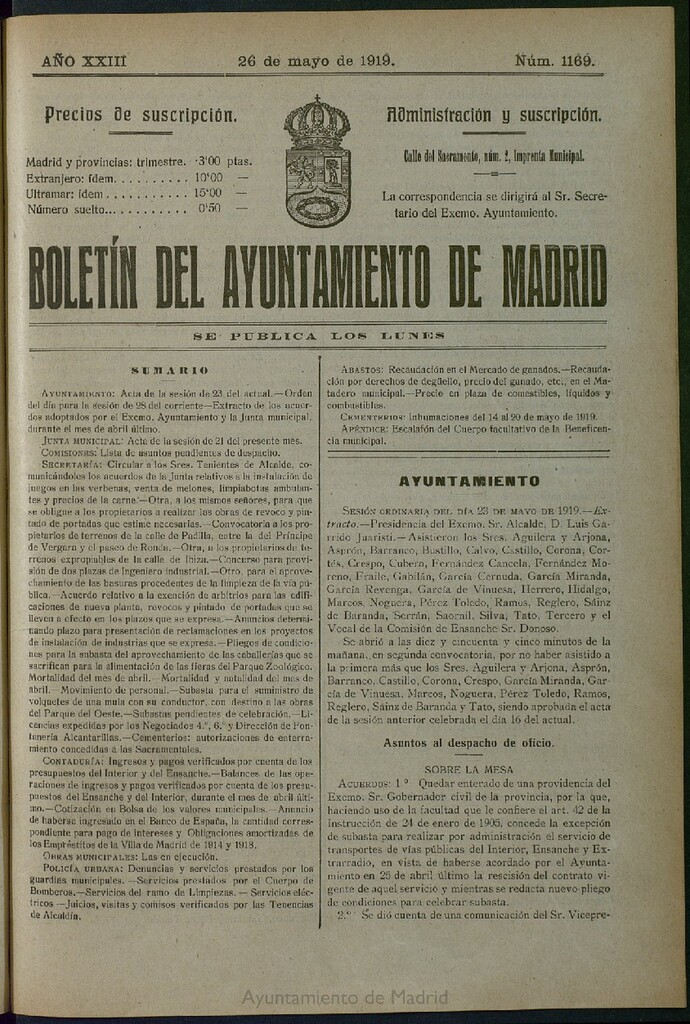 AÑO XXIII
26 de mayo de 1919.
Núm. 1169.
Precios de suscripción.
Madrid y provincias: trimestre. 3'00 ptas.
Extranjero: ídem.......... 10'00 —
Ultramar: ídem.......... 15'00 —
Número suelto.......... 0'50 —
Administración y suscripción.
Calle del Sacramento, núm. 2, Imprenta Municipal.
La correspondencia se dirigirá al Sr. Secre-
tario del Excmo. Ayuntamiento.
BOLETÍN DEL AYUNTAMIENTO DE MADRID
SE PUBLICA LOS LUNES
SUMARIO
AYUNTAMIENTO: Acta de la sesión de 23 del actual.—Orden
del día para la sesión de 28 del corriente—Extracto de los acuer-
dos adoptados por el Excmo. Ayuntamiento y la Junta municipal,
durante el mes de abril último.
JUNTA MUNICIPAL: Acta de la sesión de 21 del presente mes.
COMISIONES: Lista de asuntos pendientes de despacho.
SECRETARÍA: Circular a los Sres. Tenientes de Alcalde, co-
municándoles los acuerdos de la Junta relativos a la instalación de
juegos en las verbenas, venta de melones, limpiabotas ambulan-
tes y precios de la carne.—Otra, a los mismos señores, para que
se obligue a los propietarios a realizar las obras de revoco y pin-
tado de portadas que estime necesarias.—Convocatoria a los pro-
pietarios de terrenos de la calle de Padilla, entre la del Príncipe
de Vergara y el paseo de Ronda.—Otra, a los propietarios de te-
rrenos expropiables de la calle de Ibiza.—Concurso para provi-
sión de dos plazas de Ingeniero industrial.—Otro, para el aprove-
chamiento de las basuras procedentes de la limpieza de la vía pú-
blica.—Acuerdo relativo a la exención de arbitrios para las edifi-
caciones de nueva planta, revocos y pintado de portadas que se
lleven a efecto en los plazos que se expresa.—Anuncios determi-
nando plazo para presentación de reclamaciones en los proyectos
de instalación de industrias que se expresa.—Pliegos de condicio-
nes para la subasta del aprovechamiento de las caballerías que se
sacrifican para la alimentación de las fieras del Parque Zoológico.
Mortalidad del mes de abril.—Mortalidad y natalidad del mes de
abril.—Movimiento de personal.—Subasta para el suministro de
volquetes de una mula con su conductor, con destino a las obras
del Parque del Oeste.—Subastas pendientes de celebración.—Li-
cencias expedidas por los Negociados 4.º, 6.º y Dirección de Fon-
tanería Alcantarillas.—Cementerios: autorizaciones de enterra-
miento concedidas a las Sacramentales.
CONTADURÍA: Ingresos y pagos verificados por cuenta de los
presupuestos del Interior y del Ensanche.—Balances de las ope-
raciones de ingresos y pagos verificados por cuenta de los presu-
puestos del Ensanche y del Interior, durante el mes de abril últi-
mo.—Cotización en Bolsa de los valores municipales.—Anuncio
de haberse ingresado en el Banco de España, la cantidad corres-
pondiente para pago de intereses y Obligaciones amortizadas de
los Empréstitos de la Villa de Madrid de 1914 y 1918.
OBRAS MUNICIPALES: Las en ejecución.
POLICÍA URBANA: Denuncias y servicios prestados por los
guardias municipales.—Servicios prestados por el Cuerpo de
Bomberos.—Servicios del ramo de Limpiezas.—Servicios eléc-
tricos—Juicios, visitas y comisos verificados por las Tenencias
de Alcaldía.
ABASTOS: Recaudación en el Mercado de ganados.—Recauda-
ción por derechos de degüello, precio del ganado, etc., en el Ma-
tadero municipal.—Precio en plaza de comestibles, líquidos y
combustibles.
CEMENTERIOS: Inhumaciones del 14 al 20 de mayo de 1919.
APÉNDICE: Escalafón del Cuerpo facultativo de la Beneficen-
cia municipal.
AYUNTAMIENTO
SESIÓN ORDINARIA DEL DÍA 23 DE MAYO DE 1919.—Ex-
tracto.—Presidencia del Excmo. Sr. Alcalde, D. Luis Ga-
rrido Juaristi.—Asistieron los Sres. Aguilera y Arjona,
Asprón, Barranco, Bustillo, Calvo, Castillo, Corona, Cor-
tés, Crespo, Cubero, Fernández Cancela, Fernández Mo-
reno, Fraile, Gabilán, García Cernuda, García Miranda,
García Revenga, García de Vinuesa, Herrero, Hidalgo,
Marcos, Noguera, Pérez Toledo, Ramos, Reglero, Sáinz
de Baranda, Serrán, Saornil, Silva, Tato, Tercero y el
Vocal de la Comisión de Ensanche Sr. Donoso.
Se abrió a las diez y cincuenta y cinco minutos de la
mañana, en segunda convocatoria, por no haber asistido a
la primera más que los Sres. Aguilera y Arjona, Asprón,
Barranco, Castillo, Corona, Crespo, García Miranda, Gar-
cía de Vinuesa, Marcos, Noguera, Pérez Toledo, Ramos,
Reglero, Sáinz de Baranda y Tato, siendo aprobada el acta
de la sesión anterior celebrada el día 16 del actual.
Asuntos al despacho de oficio.
SOBRE LA MESA
ACUERDOS: 1.º Quedar enterado de una providencia del
Excmo. Sr. Gobernador civil de la provincia, por la que,
haciendo uso de la facultad que le confiere el art. 42 de la
instrucción de 24 de enero de 1905, concede la excepción
de subasta para realizar por administración el servicio de
transportes de vías públicas del Interior, Ensanche y Ex-
trarradio, en vista de haberse acordado por el Ayunta-
miento en 25 de abril último la rescisión del contrato vi-
gente de aquel servicio y mientras se redacta nuevo pliego
de condiciones para celebrar subasta.
2.º Se dió cuenta de una comunicación del Sr. Vicepre-
Ayuntamiento de Madrid